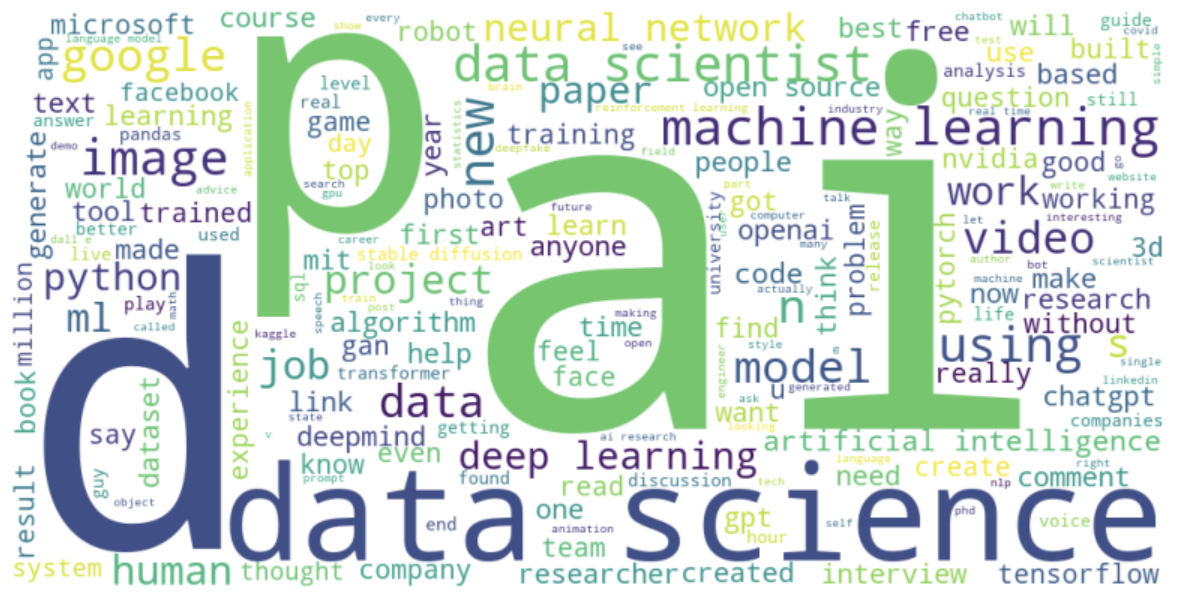 microsoft course show every robot neural network best free chatbot will guide covid
language model
app google data scientist see use built simple
facebook level brain paper open source analysis based test
text learning real game new reinforcement learning industry question still
answer pandas day training machine learning real time
demo image application top year statistics deepfake field way nvidia good go
generate world advice search gpu photo people part work working website
tool trained better art learn future university got computer talk write interesting
dall e used first anyone user openai many problem release let video 3d
live made mit stable diffusion author bot scientist
python career look project code actually think pytorch machine make
million play math sql speech train post thing n now research
ml called algorithm making time find life without
book kaggle gan help open feel style model m using s
experience job transformer face engineer u generated really single
link data ask want chatgpt linkedin
dataset state looking companies
say v deepmind getting ai research artificial intelligence
guy know even deep learning language create right
result object prompt found read discussion tech need nlp comment
d p ai data science
end one animation gpt self phd voice
team hour
system human thought company researcher created interview tensorflow